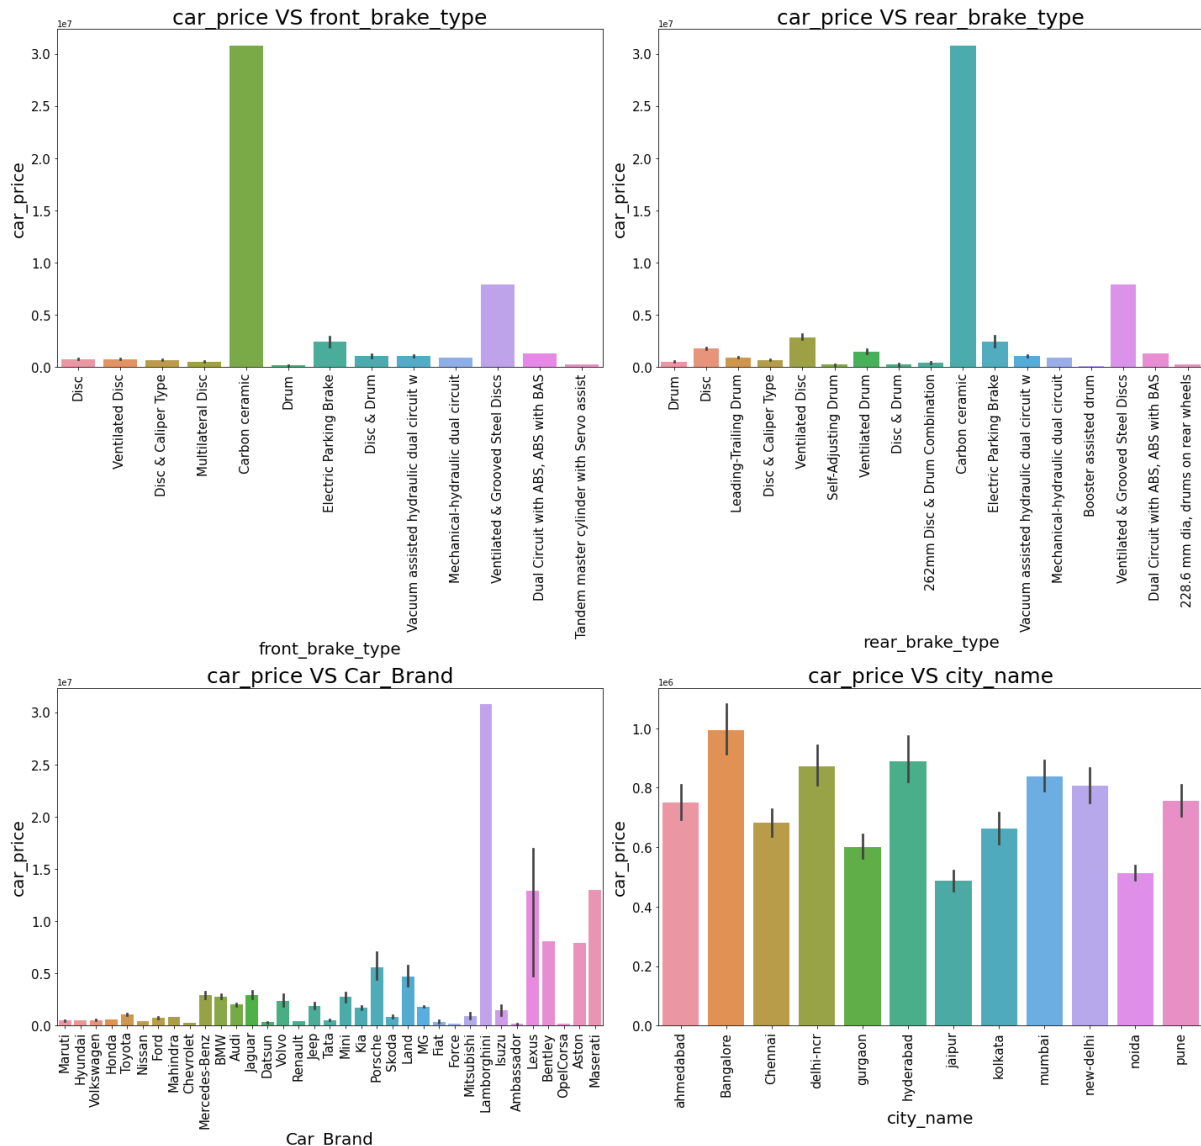 car_price VS front_brake_type
1e7
3.0
2.5
2.0
1.5
1.0
0.5
0.0
car_price
Disc
Ventilated Disc
Disc & Caliper Type
Multilateral Disc
Carbon ceramic
Drum
Electric Parking Brake
Disc & Drum
Vacuum assisted hydraulic dual circuit w
Mechanical-hydraulic dual circuit
Ventilated & Grooved Steel Discs
Dual Circuit with ABS, ABS with BAS
Tandem master cylinder with Servo assist
front_brake_type
car_price VS rear_brake_type
1e7
3.0
2.5
2.0
1.5
1.0
0.5
0.0
car_price
Drum
Disc
Leading-Trailing Drum
Disc & Caliper Type
Ventilated Disc
Self-Adjusting Drum
Ventilated Drum
Disc & Drum
262mm Disc & Drum Combination
Carbon ceramic
Electric Parking Brake
Vacuum assisted hydraulic dual circuit w
Mechanical-hydraulic dual circuit
Booster assisted drum
Ventilated & Grooved Steel Discs
Dual Circuit with ABS, ABS with BAS
228.6 mm dia, drums on rear wheels
rear_brake_type
car_price VS Car_Brand
1e7
3.0
2.5
2.0
1.5
1.0
0.5
0.0
car_price
Maruti
Hyundai
Volkswagen
Honda
Toyota
Nissan
Ford
Mahindra
Chevrolet
Mercedes-Benz
BMW
Audi
Jaguar
Datsun
Volvo
Renault
Jeep
Tata
Mini
Kia
Porsche
Skoda
Land
MG
Fiat
Force
Mitsubishi
Lamborghini
Isuzu
Ambassador
Lexus
Bentley
OpelCorsa
Aston
Maserati
Car_Brand
car_price VS city_name
1e6
1.0
0.8
0.6
0.4
0.2
0.0
car_price
ahmedabad
Bangalore
Chennai
delhi-ncr
gurgaon
hyderabad
jaipur
kolkata
mumbai
new-delhi
noida
pune
city_name